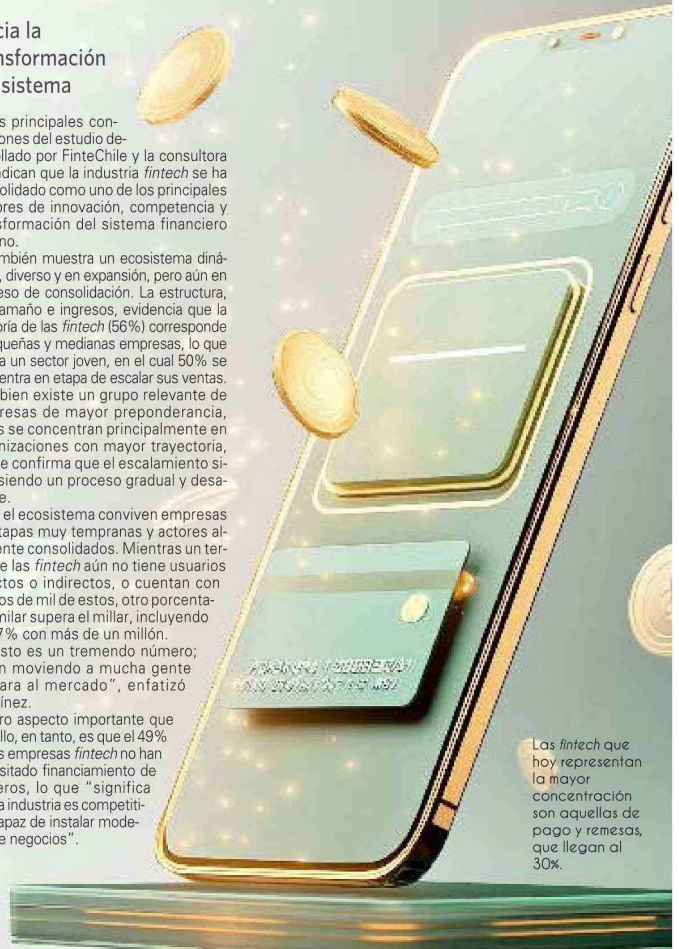 cia la
nsformación
sistema
s principales con-
ones del estudio de-
ollado por FinteChile y la consultora
ndican que la industria fintech se ha
olidado como uno de los principales
ores de innovación, competencia y
sformación del sistema financiero
no.
mbién muestra un ecosistema diná-
, diverso y en expansión, pero aún en
eso de consolidación. La estructura,
amaño e ingresos, evidencia que la
oría de las fintech (56%) corresponde
queñas y medianas empresas, lo que
a un sector joven, en el cual 50% se
entra en etapa de escalar sus ventas.
bien existe un grupo relevante de
resas de mayor preponderancia,
s se concentran principalmente en
nizaciones con mayor trayectoria,
e confirma que el escalamiento si-
siendo un proceso gradual y desa-
e.
el ecosistema conviven empresas
tapas muy tempranas y actores al-
ente consolidados. Mientras un ter-
e las fintech aún no tiene usuarios
ctos o indirectos, o cuentan con
os de mil de estos, otro porcenta-
milar supera el millar, incluyendo
7% con más de un millón.
sto es un tremendo número;
n moviendo a mucha gente
ara al mercado", enfatizó
ínez.
ro aspecto importante que
llo, en tanto, es que el 49%
s empresas fintech no han
sitado financiamiento de
eros, lo que "significa
a industria es competiti-
apaz de instalar mode-
e negocios".
Las fintech que
hoy representan
la mayor
concentración
son aquellas de
pago y remesas,
que llegan al
30%.